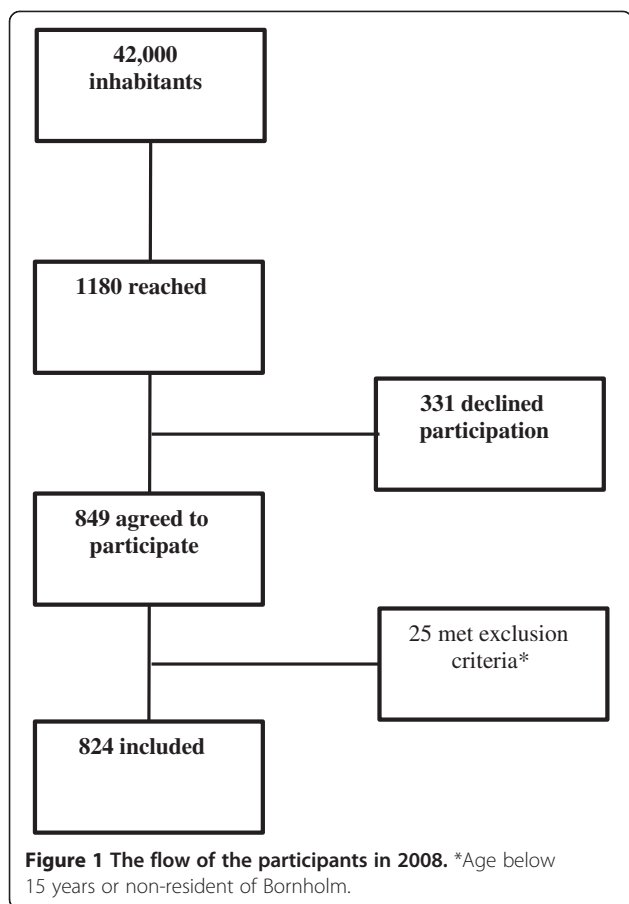 42,000
inhabitants
1180 reached
331 declined
participation
849 agreed to
participate
25 met exclusion
criteria*
824 included
Figure 1 The flow of the participants in 2008. *Age below
15 years or non-resident of Bornholm.